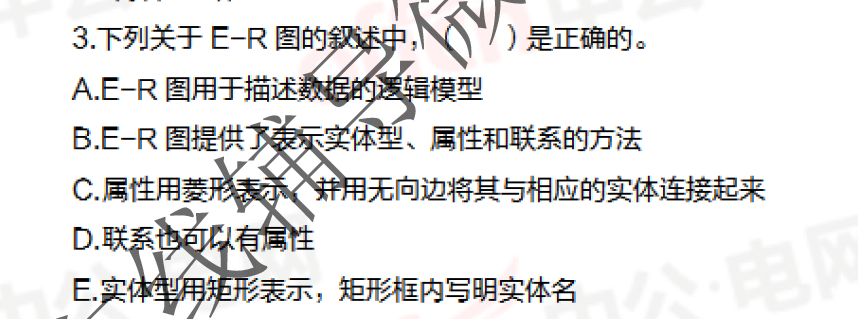 3.下列关于 E-R 图的叙述中，（ ）是正确的。
A.E-R 图用于描述数据的逻辑模型
B.E-R 图提供了表示实体型、属性和联系的方法
C.属性用菱形表示，并用无向边将其与相应的实体连接起来
D.联系也可以有属性
E.实体型用矩形表示，矩形框内写明实体名